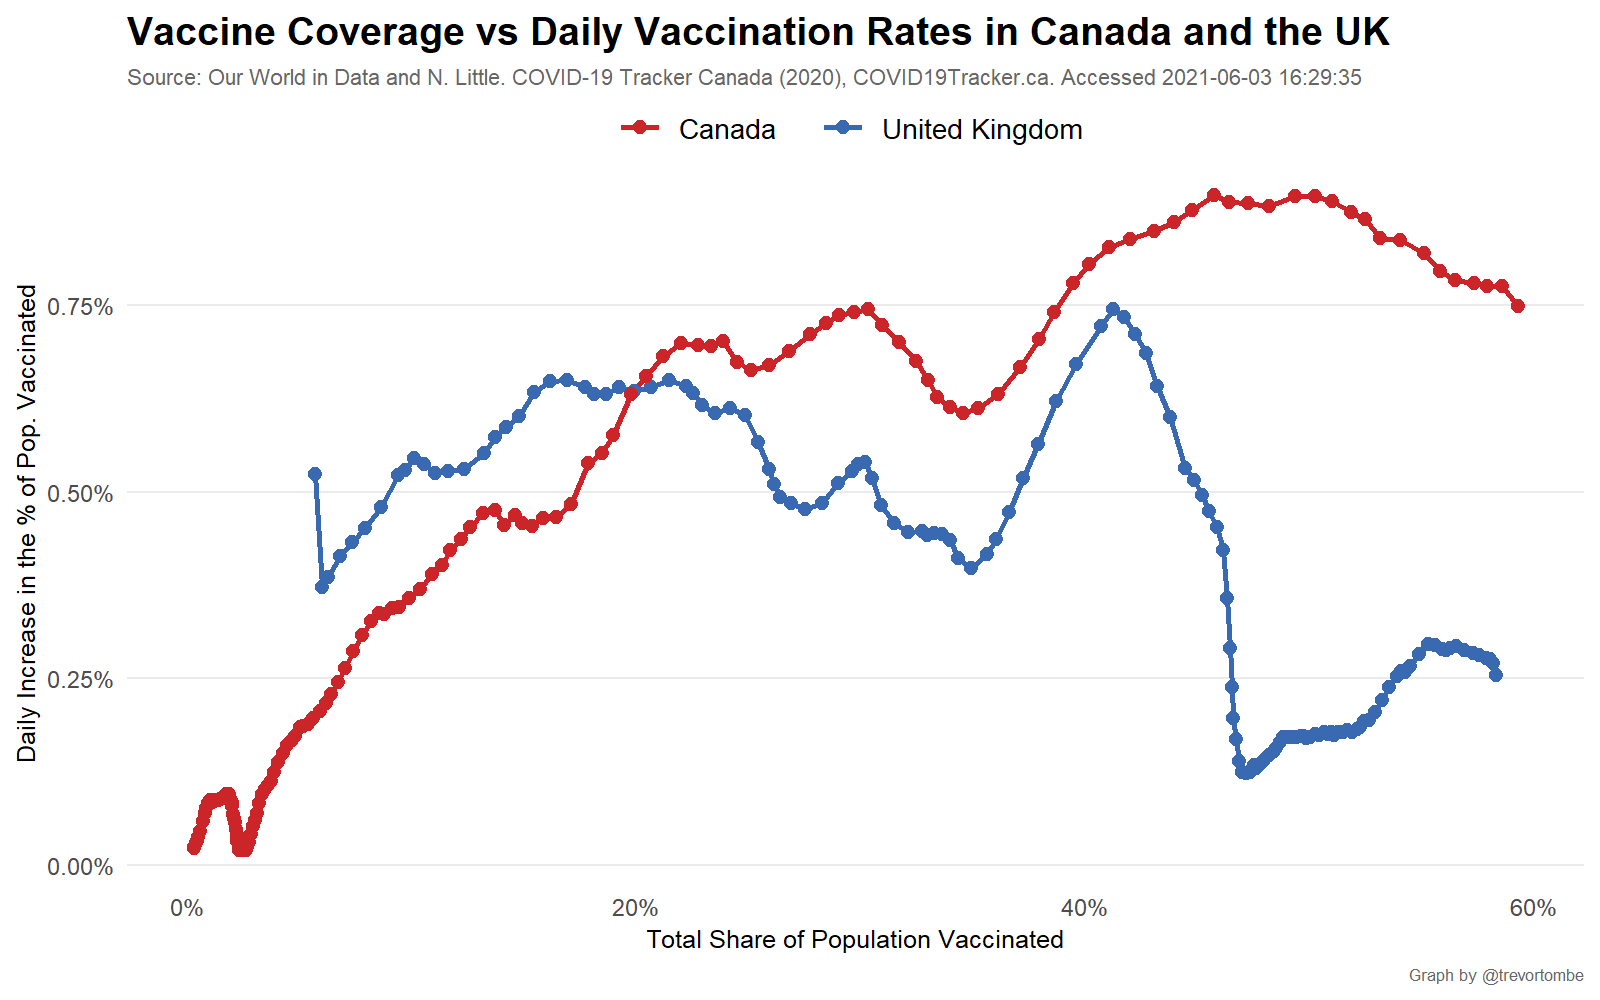 Vaccine Coverage vs Daily Vaccination Rates in Canada and the UK
Source: Our World in Data and N. Little. COVID-19 Tracker Canada (2020), COVID19Tracker.ca. Accessed 2021-06-03 16:29:35
Canada
United Kingdom
Daily Increase in the % of Pop. Vaccinated
0.75%
0.50%
0.25%
0.00%
0%
20%
40%
60%
Total Share of Population Vaccinated
Graph by @trevortombe